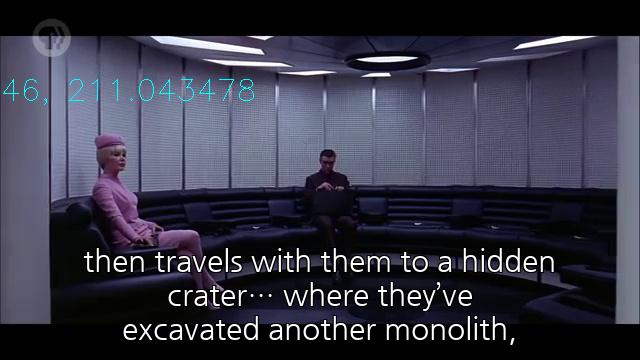 46, 211.043478
then travels with them to a hidden
crater… where they’ve
excavated another monolith,